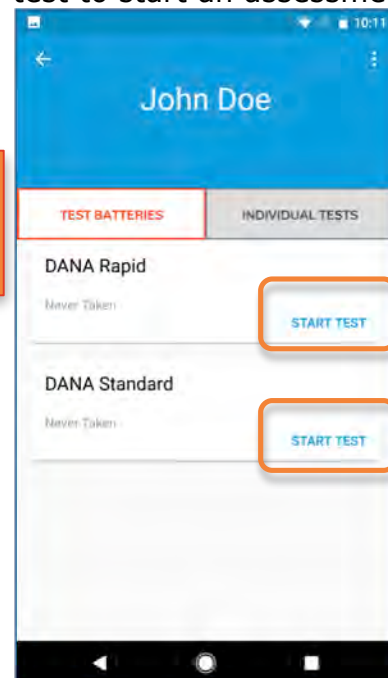 test to start an assessme
10:11
John Doe
TEST BATTERIES INDIVIDUAL TESTS
DANA Rapid
Never Taken
START TEST
DANA Standard
Never Taken
START TEST